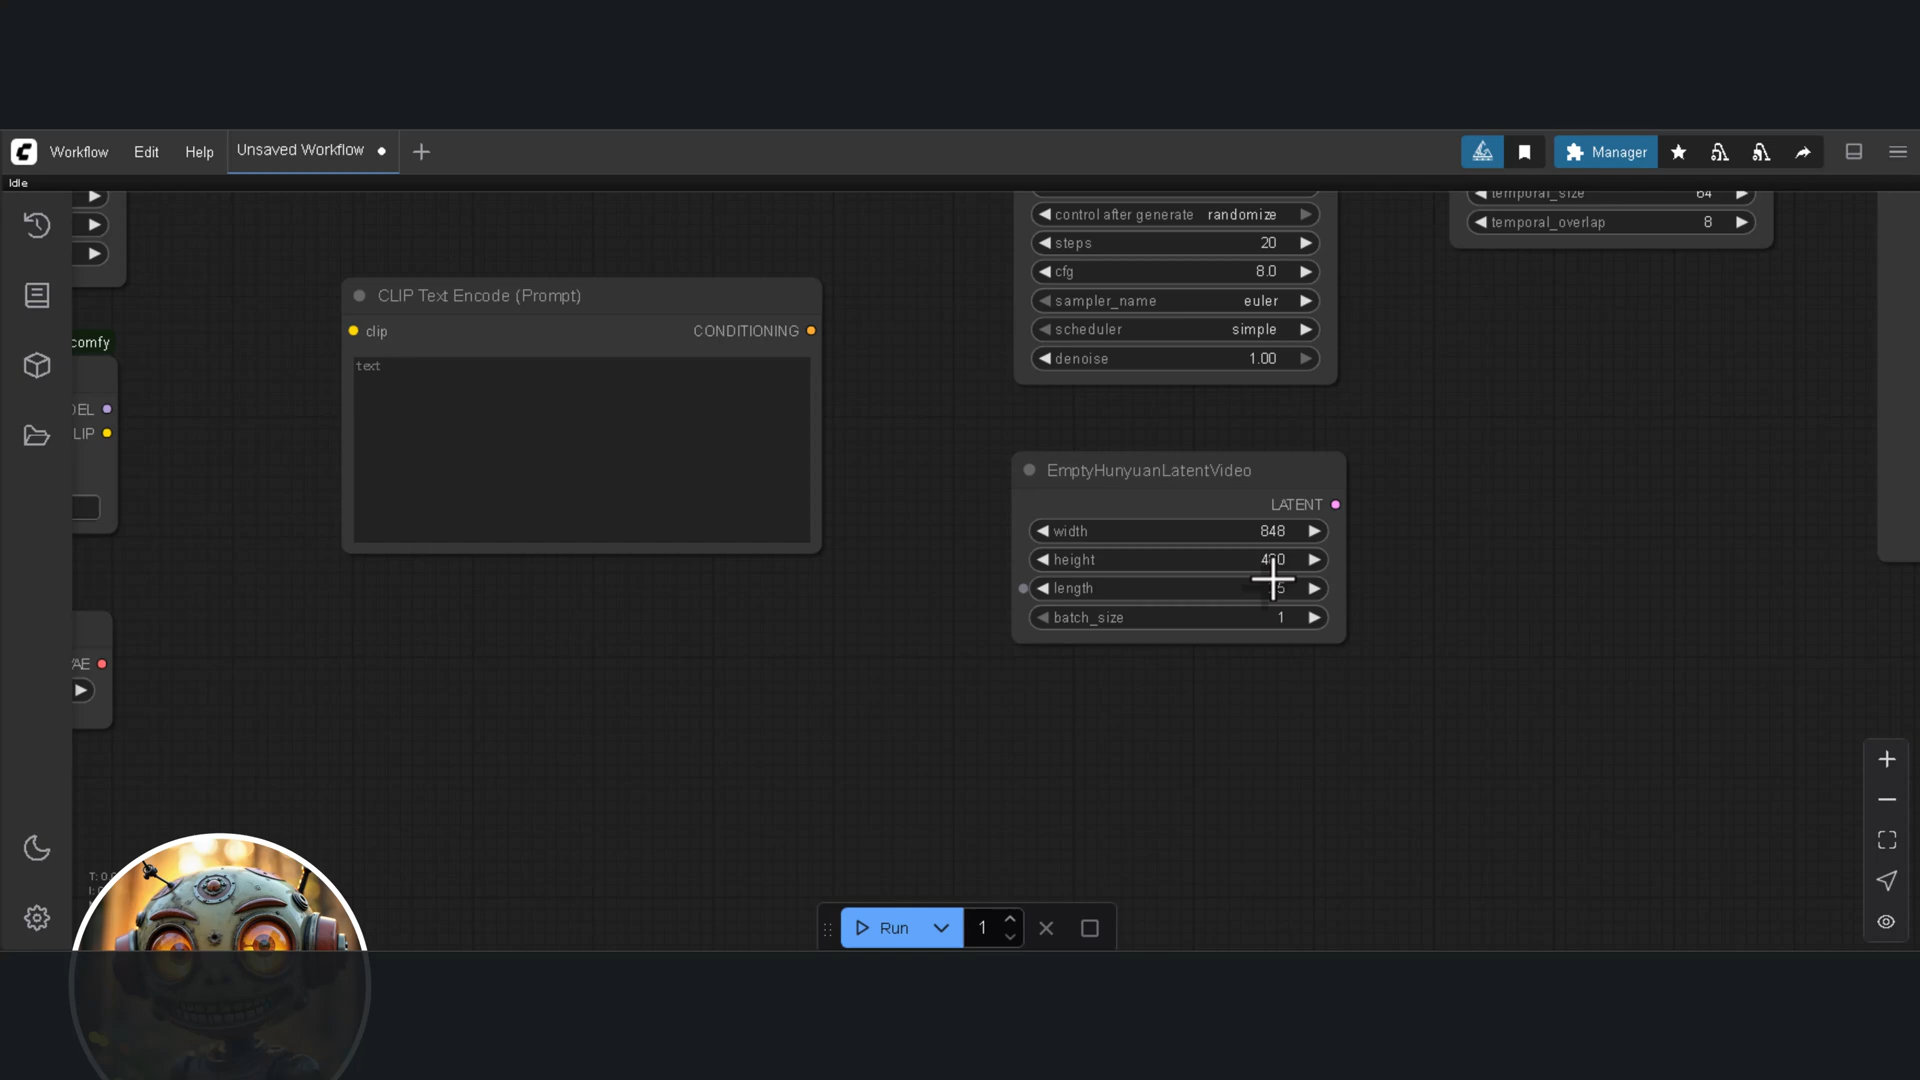 Workflow
Edit
Help
Unsaved Workflow
Manager
Idle
control after generate randomize
steps 20
cfg 8.0
sampler_name euler
scheduler simple
denoise 1.00
temporal_size 64
temporal_overlap 8
CLIP Text Encode (Prompt)
clip CONDITIONING
text
comfy
EmptyHunyuanLatentVideo
LATENT
width 848
height
length
batch_size 1
Run 1